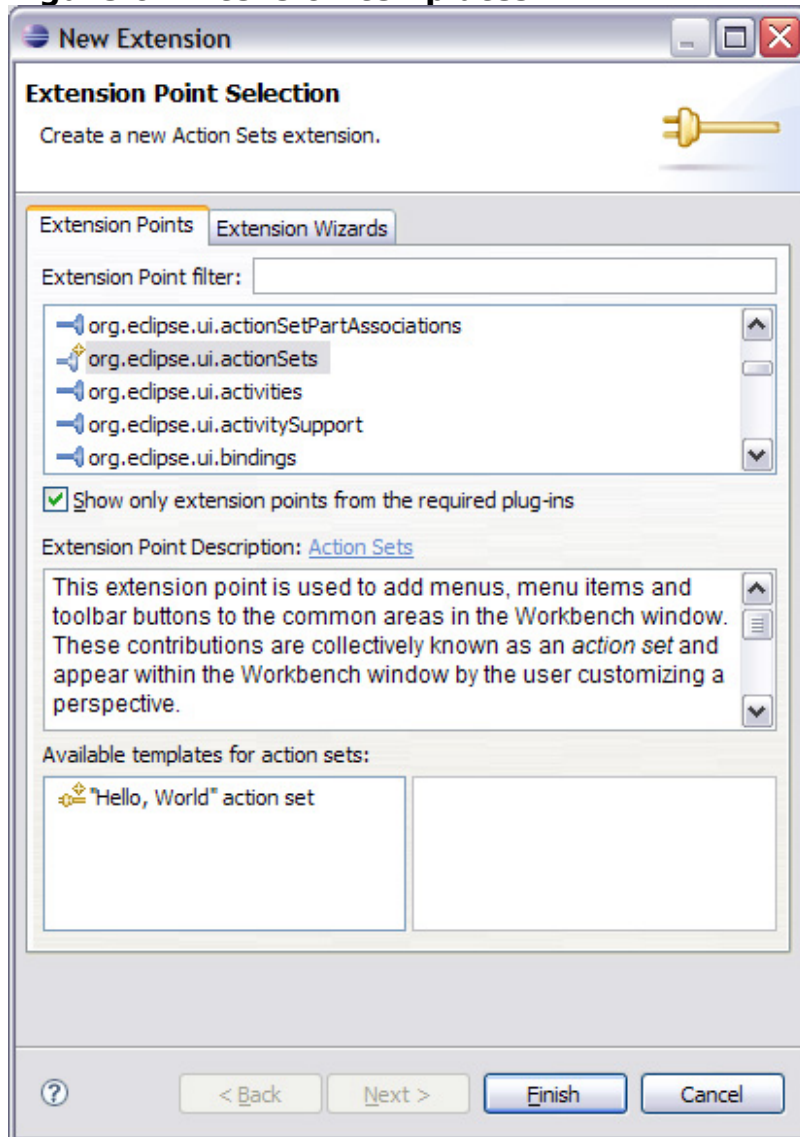 New Extension
Extension Point Selection
Create a new Action Sets extension.
Extension Points Extension Wizards
Extension Point filter:
org.eclipse.ui.actionSetPartAssociations
org.eclipse.ui.actionSets
org.eclipse.ui.activities
org.eclipse.ui.activitySupport
org.eclipse.ui.bindings
Show only extension points from the required plug-ins
Extension Point Description: Action Sets
This extension point is used to add menus, menu items and
toolbar buttons to the common areas in the Workbench window.
These contributions are collectively known as an action set and
appear within the Workbench window by the user customizing a
perspective.
Available templates for action sets:
"Hello, World" action set
< Back Next > Finish Cancel